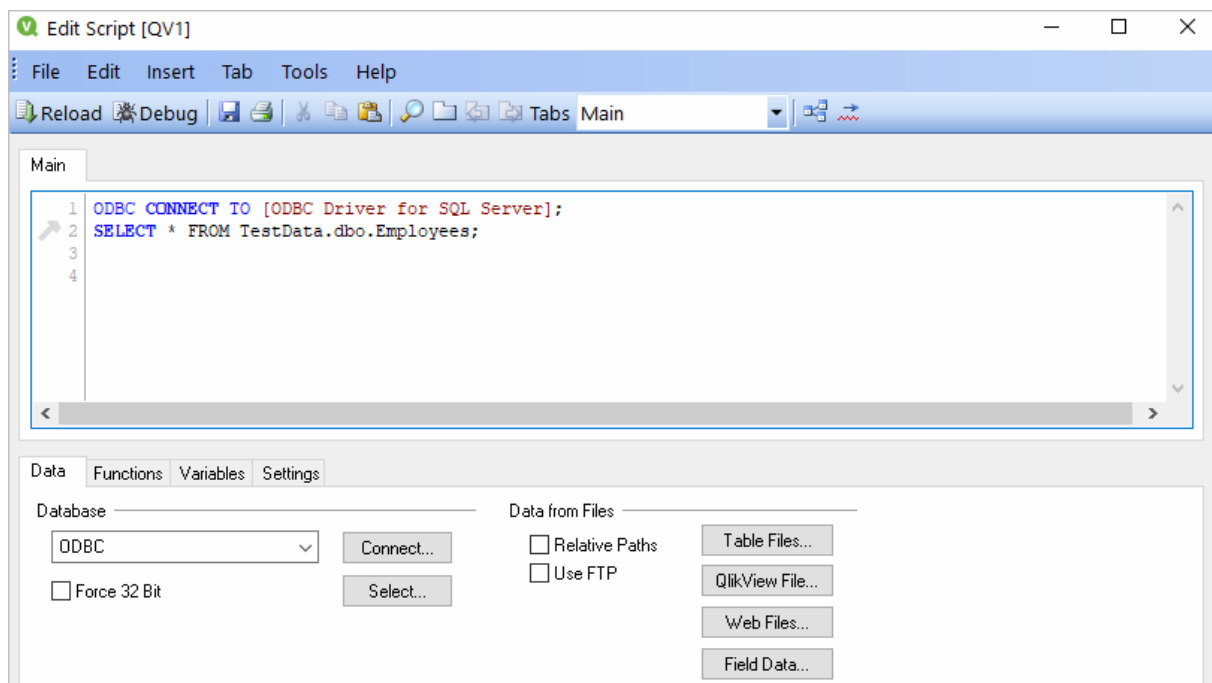 Edit Script [QV1]
File Edit Insert Tab Tools Help
Reload Debug Tabs Main
Main
1 ODBC CONNECT TO [ODBC Driver for SQL Server];
2 SELECT * FROM TestData.dbo.Employees;
3
4
Data Functions Variables Settings
Database Data from Files
ODBC Connect... Relative Paths Table Files...
Force 32 Bit Select... Use FTP QlikView File...
Web Files...
Field Data...